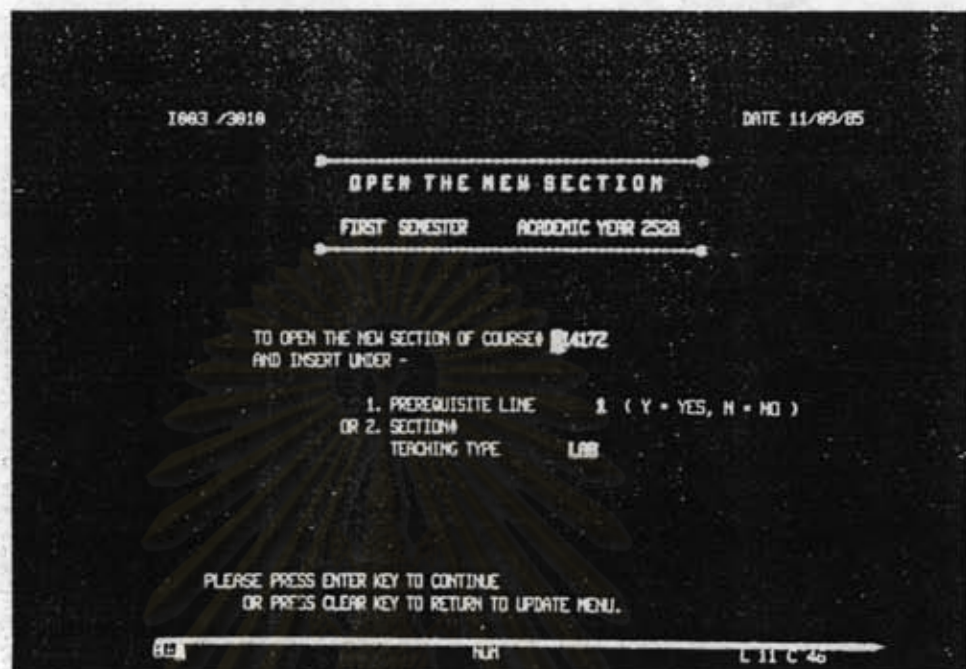 I003 /3010 DATE 11/09/85
OPEN THE NEW SECTION
FIRST SEMESTER ACADEMIC YEAR 2528
TO OPEN THE NEW SECTION OF COURSE# 14172
AND INSERT UNDER -
1. PREREQUISITE LINE 1 ( Y = YES, N = NO )
OR 2. SECTION#
TEACHING TYPE LAB
PLEASE PRESS ENTER KEY TO CONTINUE
OR PRESS CLEAR KEY TO RETURN TO UPDATE MENU.
NUM L 11 C 46